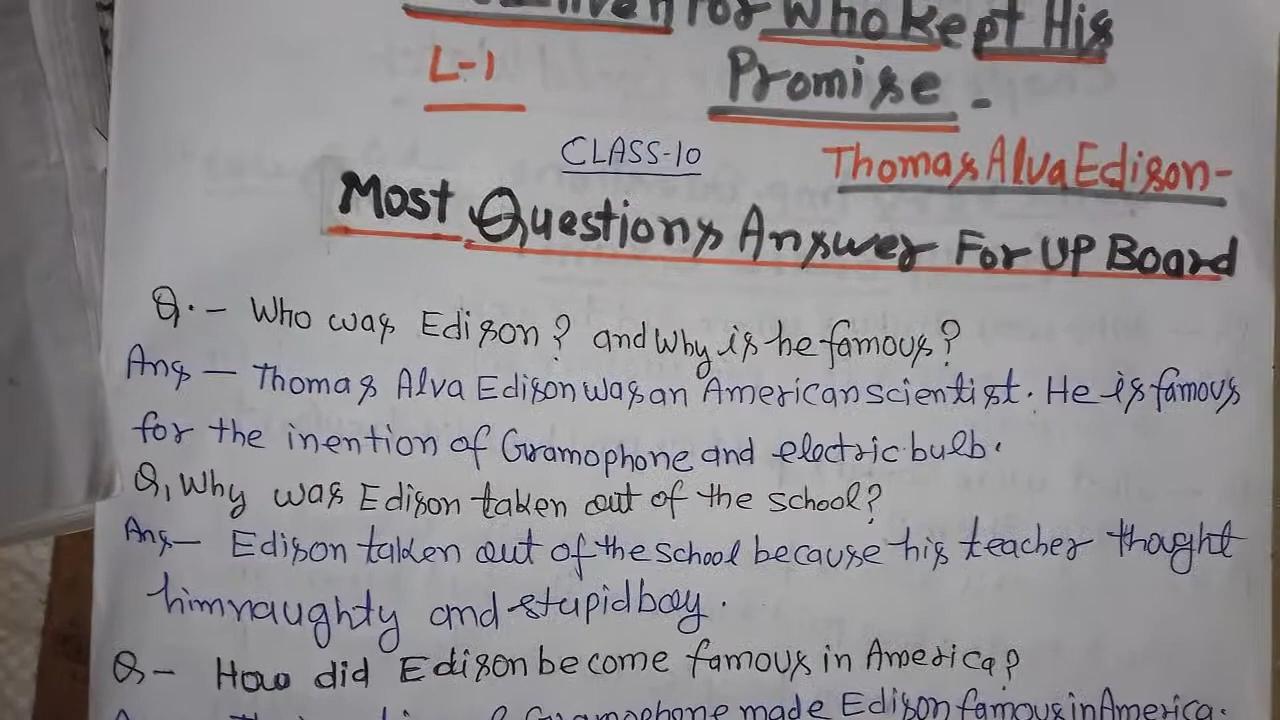 Inventor Who Kept His
L-1
Promise -
CLASS-10
Thomas Alva Edison-
Most Questions Answer For UP Board
Q.- Who was Edison? and why is he famous?
Ans - Thomas Alva Edison was an American scientist. He is famous
for the inention of Gramophone and electric bulb.
Q, Why was Edison taken out of the school?
Ans- Edison taken out of the school because his teacher thought
him naughty and stupid boy.
Q- How did Edison become famous in America?
Gramophone made Edison famous in America.